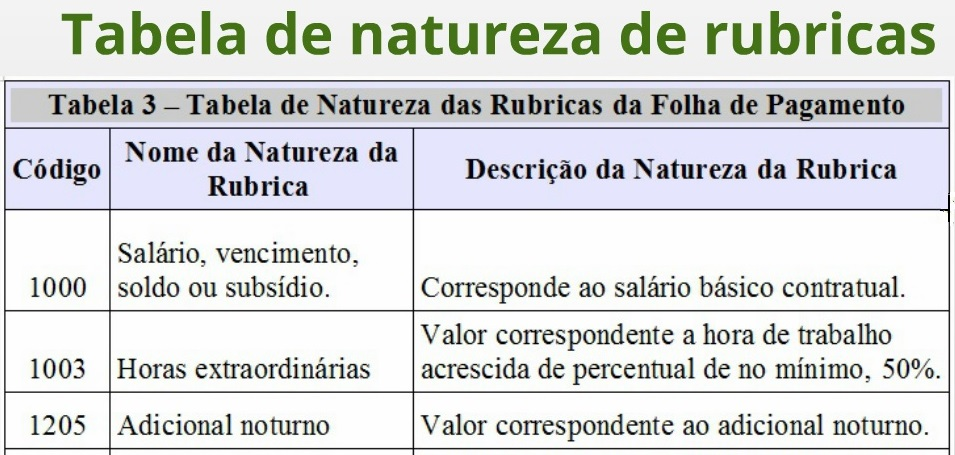 Tabela de natureza de rubricas
Tabela 3 – Tabela de Natureza das Rubricas da Folha de Pagamento
Código
Nome da Natureza da
Rubrica
Descrição da Natureza da Rubrica
1000
Salário, vencimento,
soldo ou subsídio.
Corresponde ao salário básico contratual.
1003
Horas extraordinárias
Valor correspondente a hora de trabalho
acrescida de percentual de no mínimo, 50%.
1205
Adicional noturno
Valor correspondente ao adicional noturno.